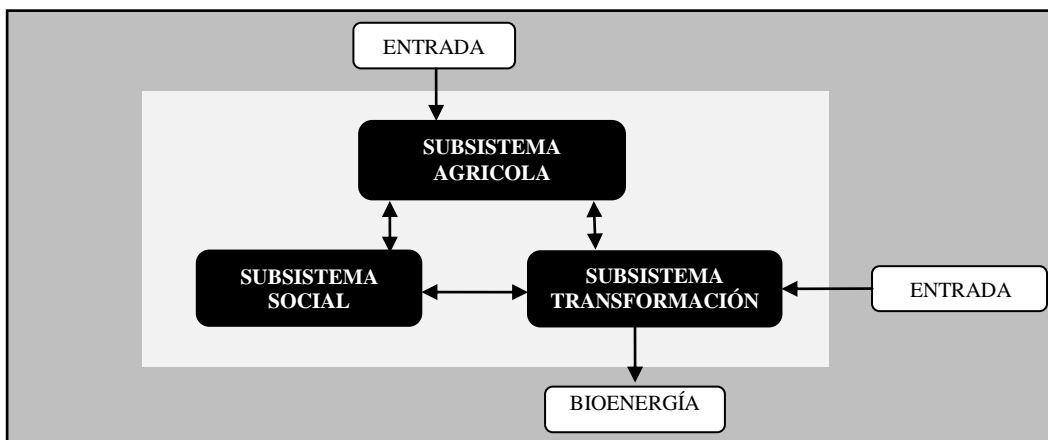 ENTRADA
SUBSISTEMA
AGRICOLA
SUBSISTEMA
SOCIAL
SUBSISTEMA
TRANSFORMACIÓN
ENTRADA
BIOENERGÍA